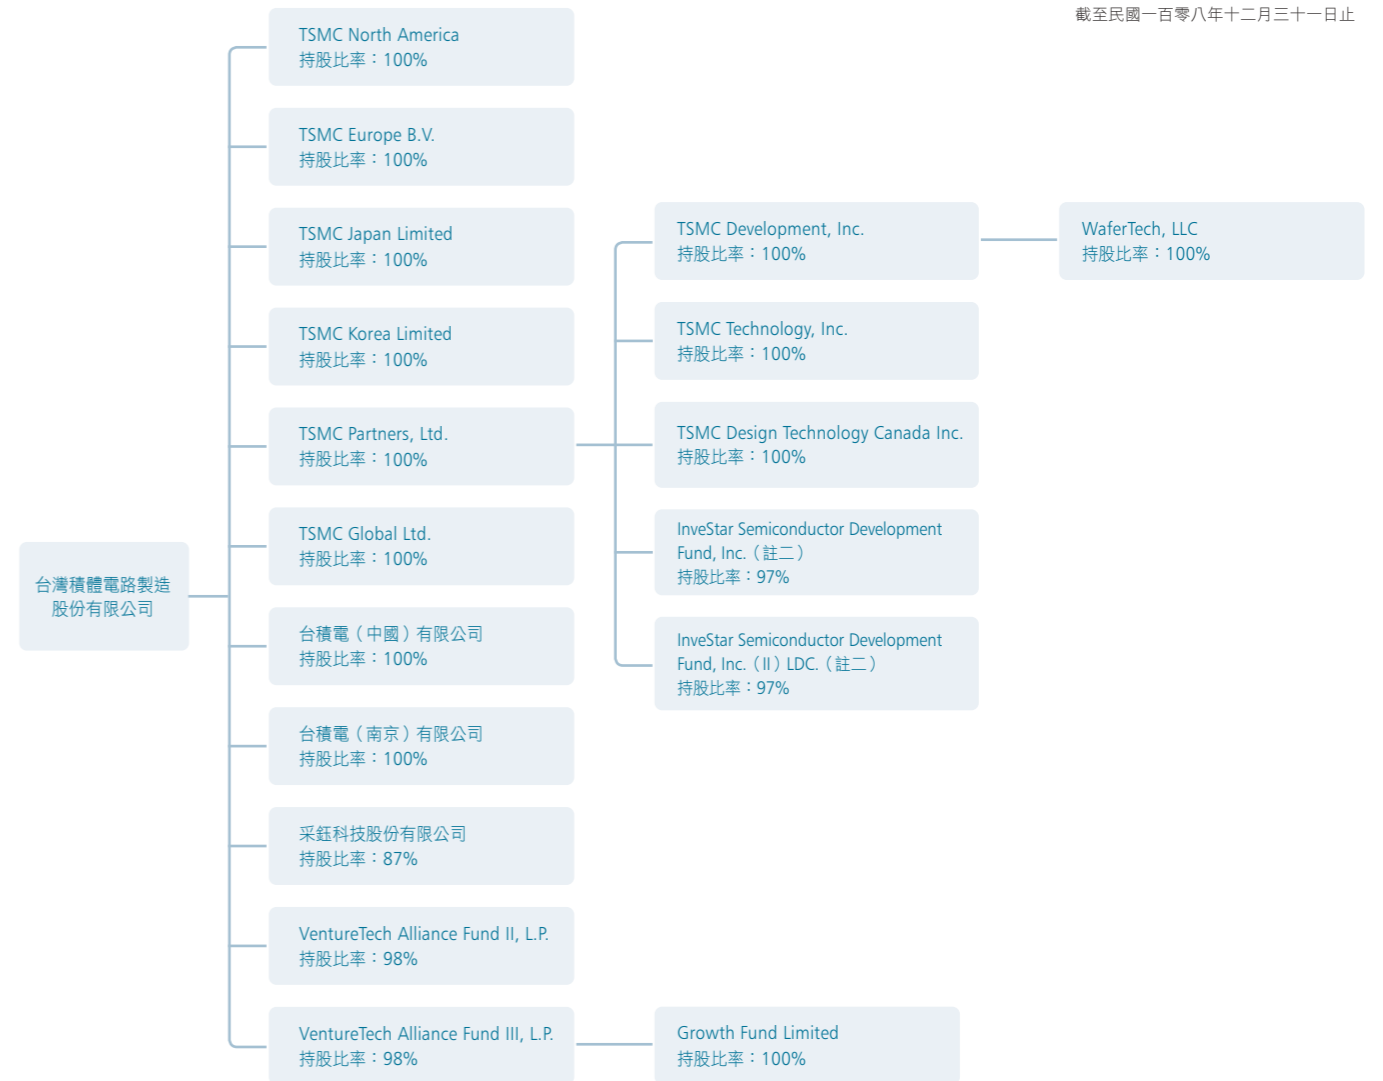 截至民國一百零八年十二月三十一日止
台灣積體電路製造
股份有限公司
TSMC North America
持股比率：100%
TSMC Europe B.V.
持股比率：100%
TSMC Japan Limited
持股比率：100%
TSMC Korea Limited
持股比率：100%
TSMC Partners, Ltd.
持股比率：100%
TSMC Global Ltd.
持股比率：100%
台積電（中國）有限公司
持股比率：100%
台積電（南京）有限公司
持股比率：100%
采鈺科技股份有限公司
持股比率：87%
VentureTech Alliance Fund II, L.P.
持股比率：98%
VentureTech Alliance Fund III, L.P.
持股比率：98%
TSMC Development, Inc.
持股比率：100%
TSMC Technology, Inc.
持股比率：100%
TSMC Design Technology Canada Inc.
持股比率：100%
InveStar Semiconductor Development
Fund, Inc.（註二）
持股比率：97%
InveStar Semiconductor Development
Fund, Inc.（II）LDC.（註二）
持股比率：97%
Growth Fund Limited
持股比率：100%
WaferTech, LLC
持股比率：100%